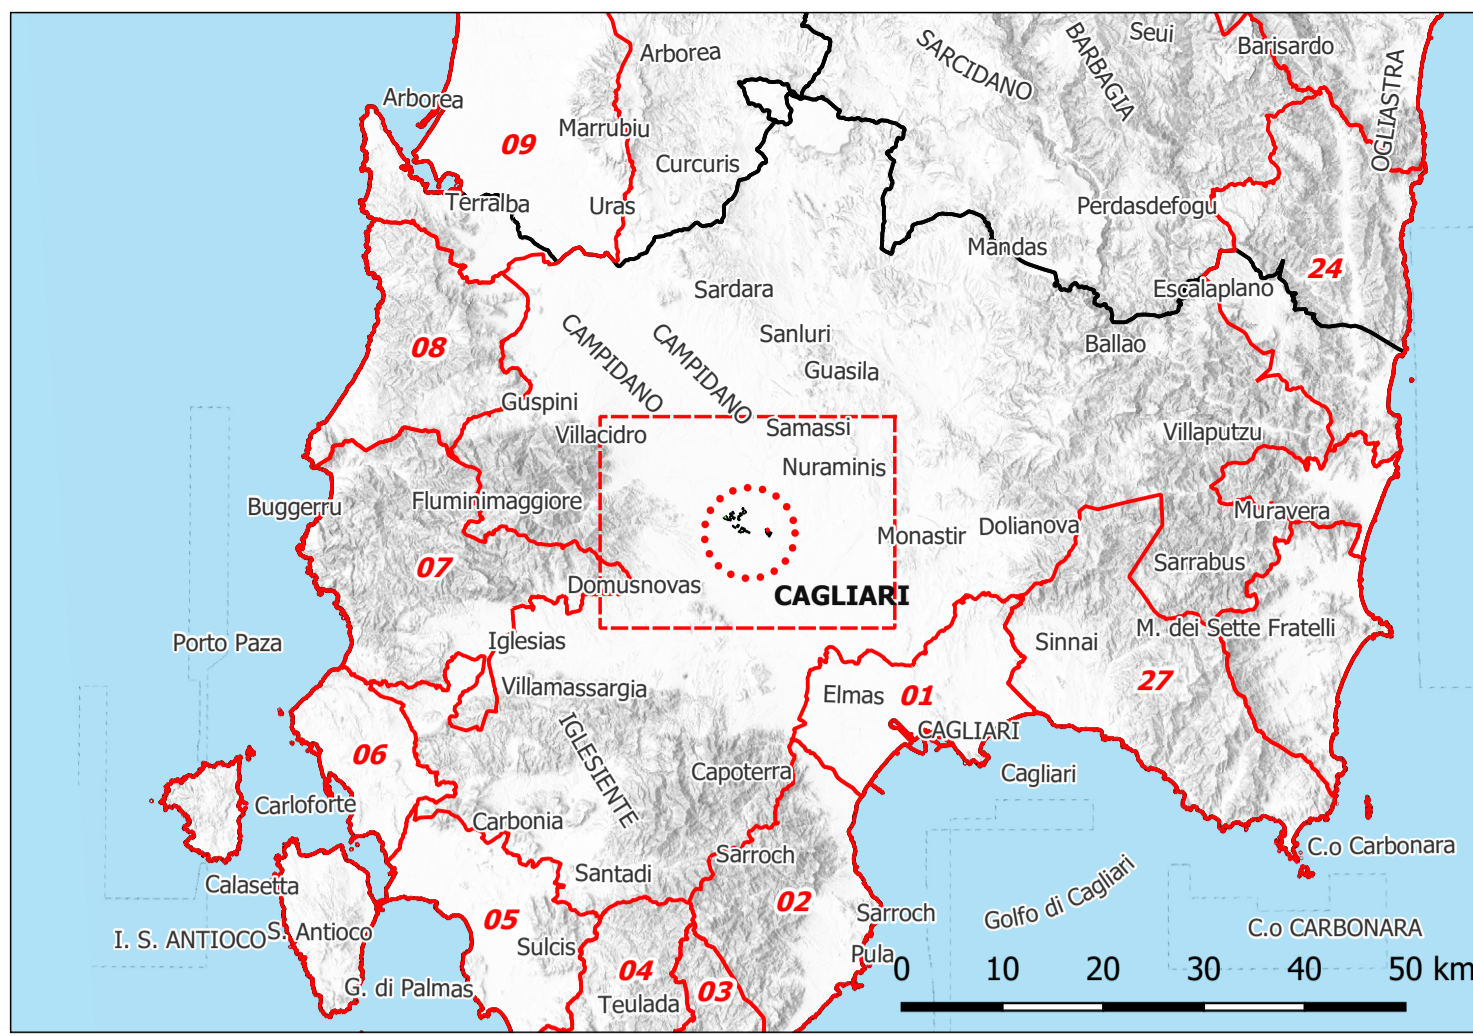 Seui
Barisardo
SARCIDANO
BARBAGIA
OGLIASTRA
Arborea
Arborea
Marrubiu
09
Curcuris
Terralba
Uras
Perdasdefogu
Mandas
24
Escalaplano
Sardara
Sanluri
Ballao
08
CAMPIDANO
CAMPIDANO
Guasila
Guspini
Villacidro
Samassi
Villaputzu
Nuraminis
Buggerru
Fluminimaggiore
Muravera
Monastir
Dolianova
Sarrabus
07
Domusnovas
CAGLIARI
Porto Paza
Iglesias
Sinnai
M. dei Sette Fratelli
Villamassargia
Elmas
01
27
IGLESIENTE
CAGLIARI
06
Capoterra
Cagliari
Carloforte
Carbonia
Sarroch
C.o Carbonara
Calasetta
Santadi
02
Golfo di Cagliari
Sarroch
05
I. S. ANTIOCO
S. Antioco
Sulcis
C.o CARBONARA
Pula
04
03
G. di Palmas
Teulada
0 10 20 30 40 50 km